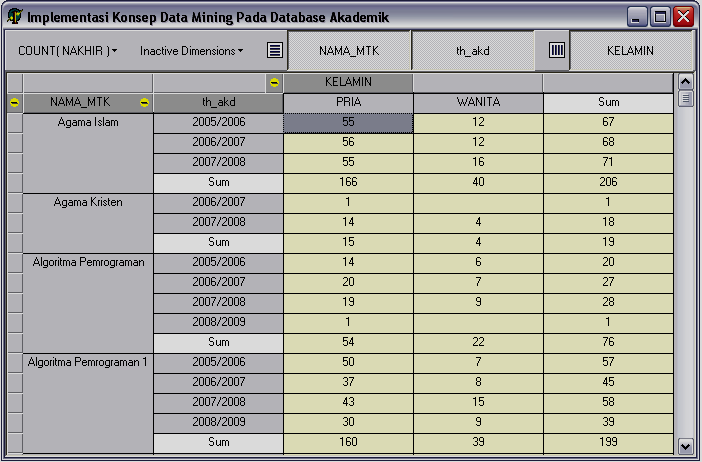 Implementasi Konsep Data Mining Pada Database Akademik
COUNT( NAKHIR ) Inactive Dimensions NAMA_MTK th_akd KELAMIN
KELAMIN
NAMA_MTK th_akd PRIA WANITA Sum
Agama Islam 2005/2006 55 12 67
2006/2007 56 12 68
2007/2008 55 16 71
Sum 166 40 206
Agama Kristen 2006/2007 1 1
2007/2008 14 4 18
Sum 15 4 19
Algoritma Pemrograman 2005/2006 14 6 20
2006/2007 20 7 27
2007/2008 19 9 28
2008/2009 1 1
Sum 54 22 76
Algoritma Pemrograman 1 2005/2006 50 7 57
2006/2007 37 8 45
2007/2008 43 15 58
2008/2009 30 9 39
Sum 160 39 199